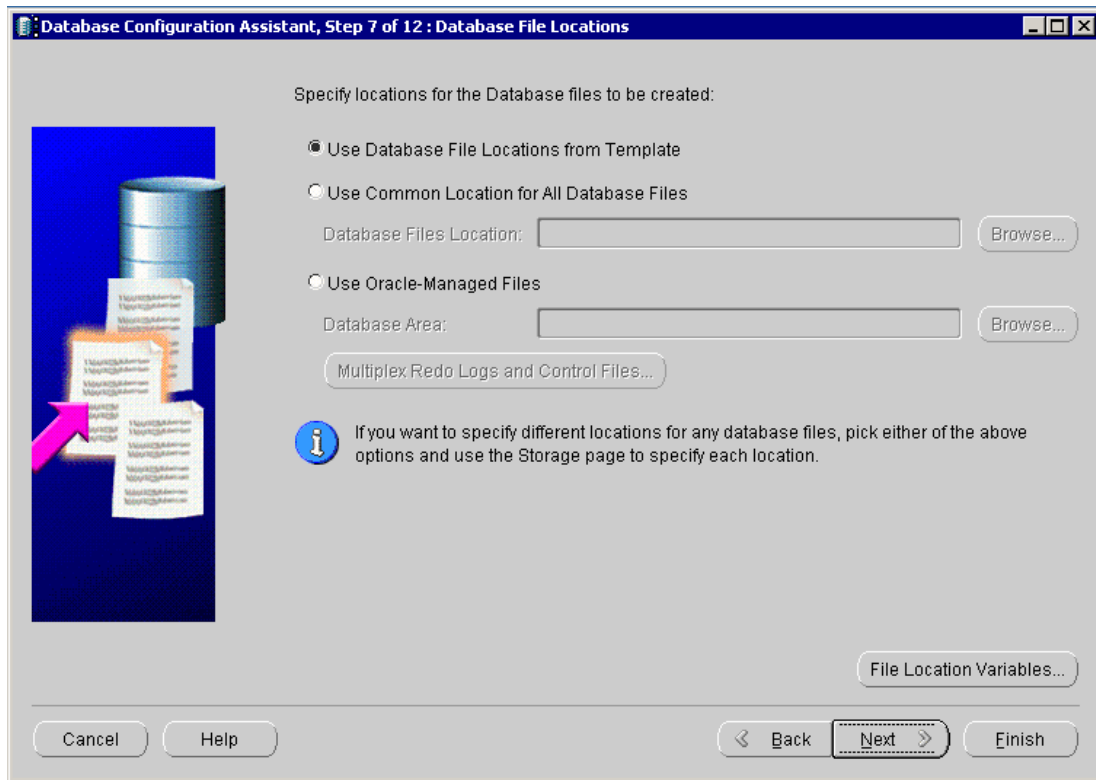 Database Configuration Assistant, Step 7 of 12 : Database File Locations
Specify locations for the Database files to be created:
Use Database File Locations from Template
Use Common Location for All Database Files
Database Files Location:
Browse...
Use Oracle-Managed Files
Database Area:
Browse...
Multiplex Redo Logs and Control Files...
If you want to specify different locations for any database files, pick either of the above
options and use the Storage page to specify each location.
File Location Variables...
Cancel
Help
Back
Next
Finish